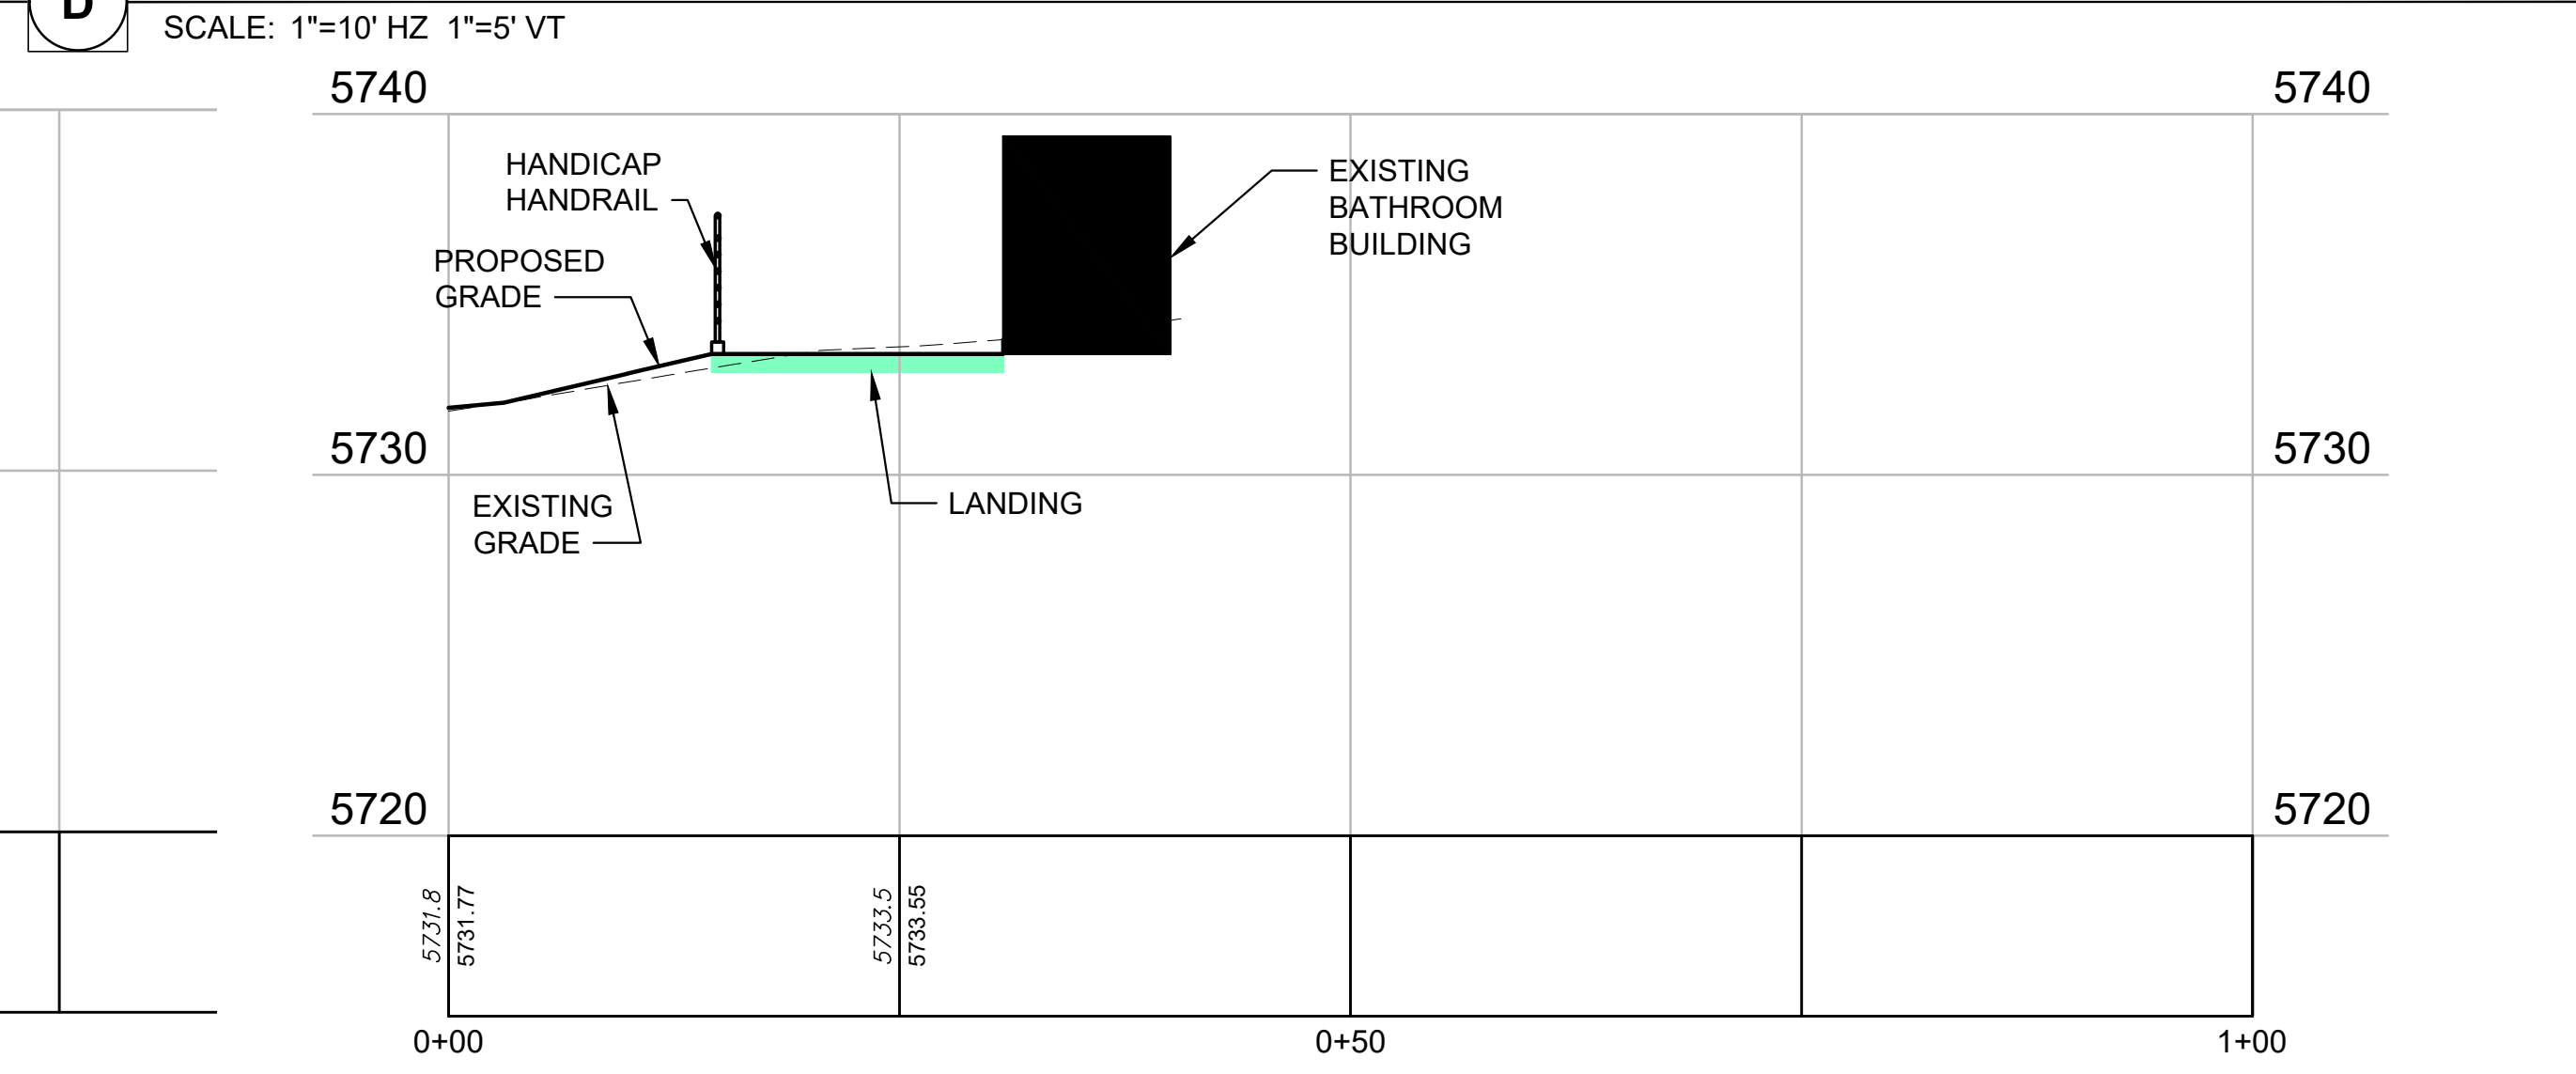 D
SCALE: 1"=10' HZ 1"=5' VT
5740
5740
HANDICAP
HANDRAIL
EXISTING
BATHROOM
BUILDING
PROPOSED
GRADE
5730
5730
EXISTING
GRADE
LANDING
5720
5720
5731.8
5731.77
5733.5
5733.55
0+00
0+50
1+00